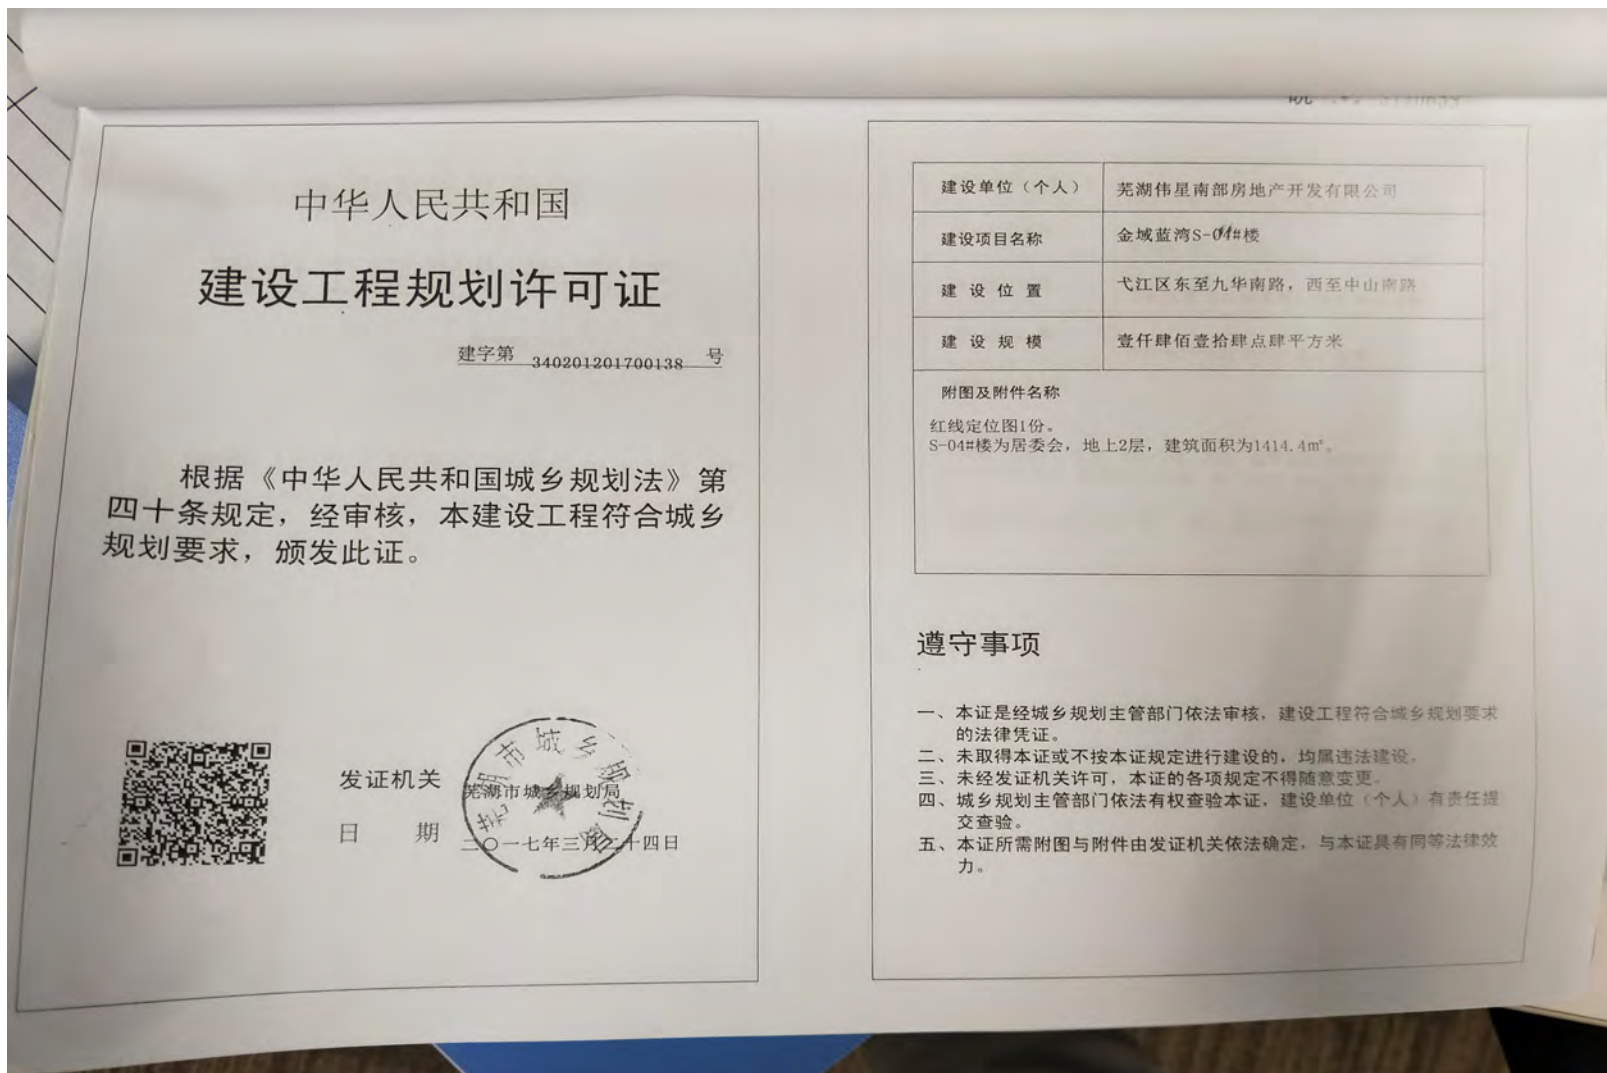 中华人民共和国
建设工程规划许可证
建字第 340201201700138 号
根据《中华人民共和国城乡规划法》第
四十条规定，经审核，本建设工程符合城乡
规划要求，颁发此证。
发证机关 芜湖市城乡规划局
日 期 二〇一七年三月二十四日
芜湖市城乡规划局
建设单位（个人） 芜湖伟星南部房地产开发有限公司
建设项目名称 金域蓝湾S-04#楼
建设位置 弋江区东至九华南路，西至中山南路
建设规模 壹仟肆佰壹拾肆点肆平方米
附图及附件名称
红线定位图1份。
S-04#楼为居委会，地上2层，建筑面积为1414.4㎡。
遵守事项
一、本证是经城乡规划主管部门依法审核，建设工程符合城乡规划要求
的法律凭证。
二、未取得本证或不按本证规定进行建设的，均属违法建设。
三、未经发证机关许可，本证的各项规定不得随意变更。
四、城乡规划主管部门依法有权查验本证，建设单位（个人）有责任提
交查验。
五、本证所需附图与附件由发证机关依法确定，与本证具有同等法律效
力。